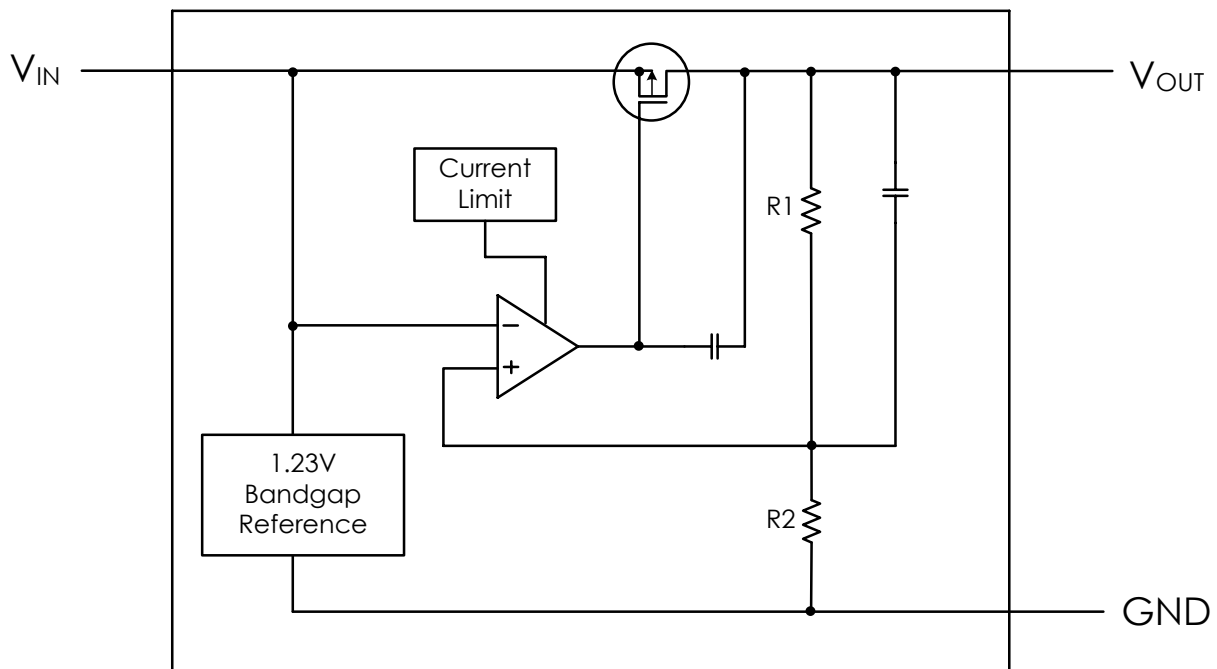 VIN
VOUT
Current
Limit
R1
−
+
1.23V
Bandgap
Reference
R2
GND